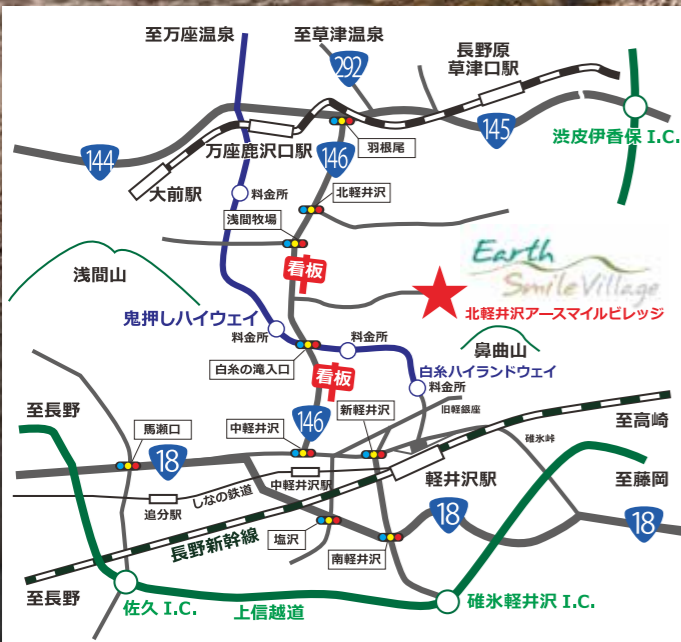 至万座温泉
至草津温泉
292
長野原
草津口駅
渋皮伊香保 I.C.
145
羽根尾
万座鹿沢口駅
146
144
大前駅
料金所
北軽井沢
浅間牧場
浅間山
看板
Earth
Smile Village
北軽井沢アースマイルビレッジ
鬼押しハイウェイ
料金所
料金所
鼻曲山
白糸の滝入口
白糸ハイランドウェイ
看板
料金所
旧軽銀座
至長野
馬瀬口
18
中軽井沢
146
新軽井沢
至高崎
碓氷峠
中軽井沢駅
軽井沢駅
至藤岡
しなの鉄道
追分駅
18
18
塩沢
長野新幹線
南軽井沢
至長野
佐久 I.C.
上信越道
碓氷軽井沢 I.C.